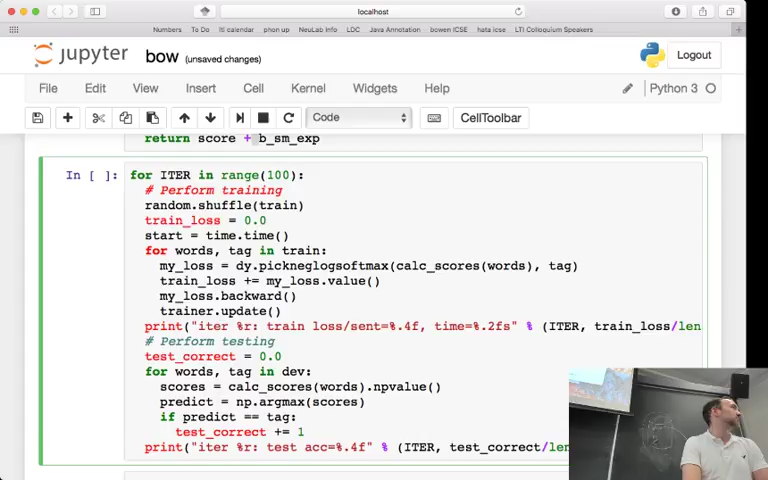 localhost
Numbers To Do lti calendar phon up NeuLab Info LDC Java Annotation bowen ICSE hata icse LTI Colloquium Speakers
jupyter bow (unsaved changes) Logout
File Edit View Insert Cell Kernel Widgets Help Python 3
Code CellToolbar
return score + b_sm_exp
In [ ]: for ITER in range(100):
# Perform training
random.shuffle(train)
train_loss = 0.0
start = time.time()
for words, tag in train:
my_loss = dy.pickneglogsoftmax(calc_scores(words), tag)
train_loss += my_loss.value()
my_loss.backward()
trainer.update()
print("iter %r: train loss/sent=%.4f, time=%.2fs" % (ITER, train_loss/len
# Perform testing
test_correct = 0.0
for words, tag in dev:
scores = calc_scores(words).npvalue()
predict = np.argmax(scores)
if predict == tag:
test_correct += 1
print("iter %r: test acc=%.4f" % (ITER, test_correct/len